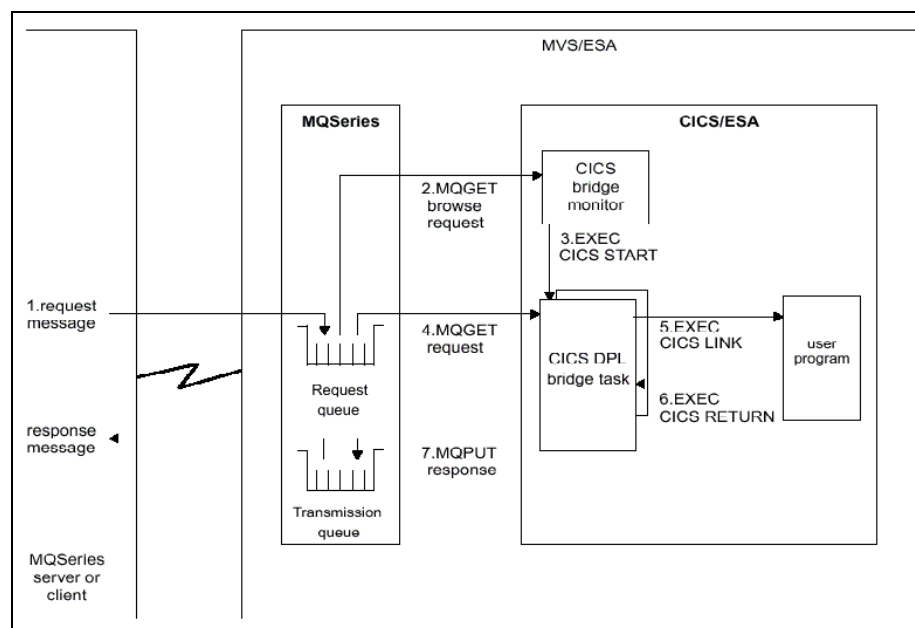 MVS/ESA
MQSeries
CICS/ESA
CICS
bridge
monitor
2.MQGET
browse
request
3.EXEC
CICS START
1.request
message
4.MQGET
request
CICS DPL
bridge task
5.EXEC
CICS LINK
user
program
Request
queue
6.EXEC
CICS RETURN
response
message
7.MQPUT
response
Transmission
queue
MQSeries
server or
client